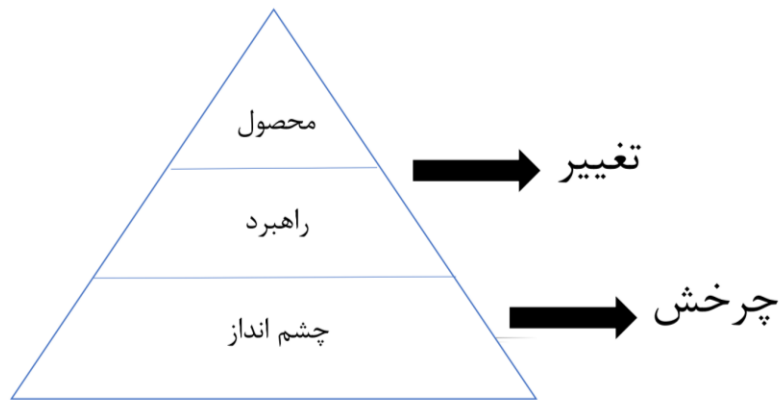 محصول
تغییر
راهبرد
چرخش
چشم انداز